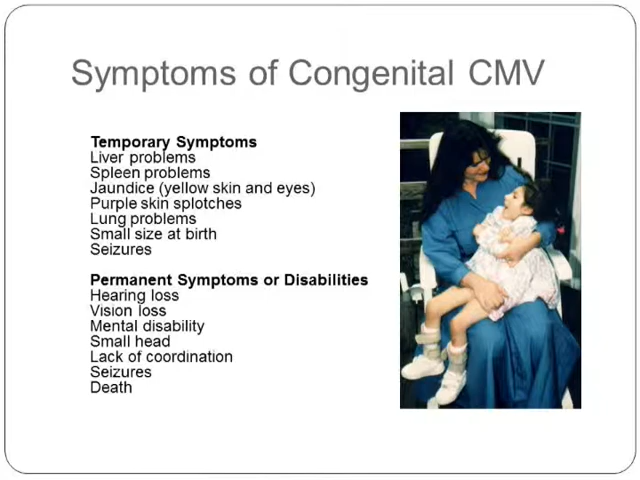 Symptoms of Congenital CMV
Temporary Symptoms
Liver problems
Spleen problems
Jaundice (yellow skin and eyes)
Purple skin splotches
Lung problems
Small size at birth
Seizures
Permanent Symptoms or Disabilities
Hearing loss
Vision loss
Mental disability
Small head
Lack of coordination
Seizures
Death